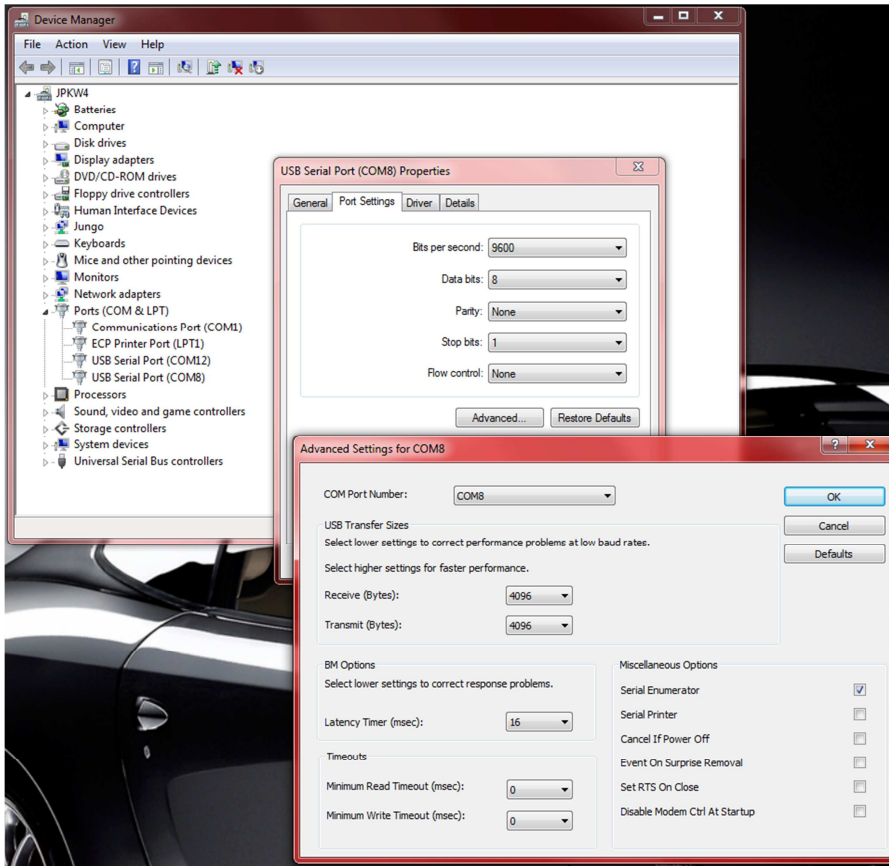 Device Manager
File Action View Help
JPKW4
Batteries
Computer
Disk drives
Display adapters
DVD/CD-ROM drives
Floppy drive controllers
Human Interface Devices
Jungo
Keyboards
Mice and other pointing devices
Monitors
Network adapters
Ports (COM & LPT)
Communications Port (COM1)
ECP Printer Port (LPT1)
USB Serial Port (COM12)
USB Serial Port (COM8)
Processors
Sound, video and game controllers
Storage controllers
System devices
Universal Serial Bus controllers
USB Serial Port (COM8) Properties
General Port Settings Driver Details
Bits per second: 9600
Data bits: 8
Parity: None
Stop bits: 1
Flow control: None
Advanced... Restore Defaults
Advanced Settings for COM8
COM Port Number: COM8
OK
Cancel
Defaults
USB Transfer Sizes
Select lower settings to correct performance problems at low baud rates.
Select higher settings for faster performance.
Receive (Bytes): 4096
Transmit (Bytes): 4096
BM Options
Select lower settings to correct response problems.
Latency Timer (msec): 16
Timeouts
Minimum Read Timeout (msec): 0
Minimum Write Timeout (msec): 0
Miscellaneous Options
Serial Enumerator
Serial Printer
Cancel If Power Off
Event On Surprise Removal
Set RTS On Close
Disable Modem Ctrl At Startup